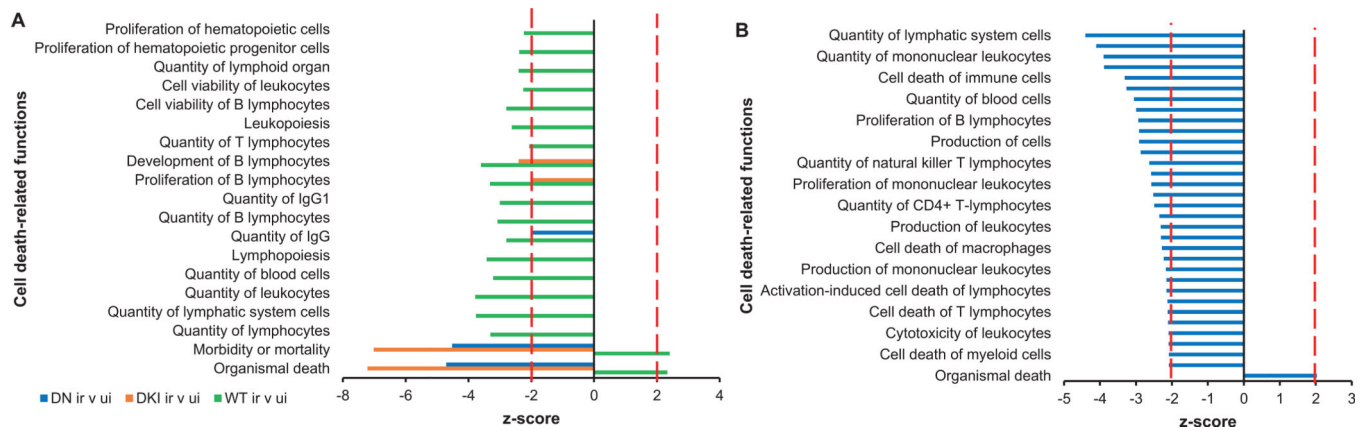 A
Cell death-related functions
Proliferation of hematopoietic cells
Proliferation of hematopoietic progenitor cells
Quantity of lymphoid organ
Cell viability of leukocytes
Cell viability of B lymphocytes
Leukopoiesis
Quantity of T lymphocytes
Development of B lymphocytes
Proliferation of B lymphocytes
Quantity of IgG1
Quantity of B lymphocytes
Quantity of IgG
Lymphopoiesis
Quantity of blood cells
Quantity of leukocytes
Quantity of lymphatic system cells
Quantity of lymphocytes
Morbidity or mortality
Organismal death
-8 -6 -4 -2 0 2 4
DN ir v ui DKI ir v ui WT ir v ui
z-score
B
Cell death-related functions
Quantity of lymphatic system cells
Quantity of mononuclear leukocytes
Cell death of immune cells
Quantity of blood cells
Proliferation of B lymphocytes
Production of cells
Quantity of natural killer T lymphocytes
Proliferation of mononuclear leukocytes
Quantity of CD4+ T-lymphocytes
Production of leukocytes
Cell death of macrophages
Production of mononuclear leukocytes
Activation-induced cell death of lymphocytes
Cell death of T lymphocytes
Cytotoxicity of leukocytes
Cell death of myeloid cells
Organismal death
-5 -4 -3 -2 -1 0 1 2 3
z-score